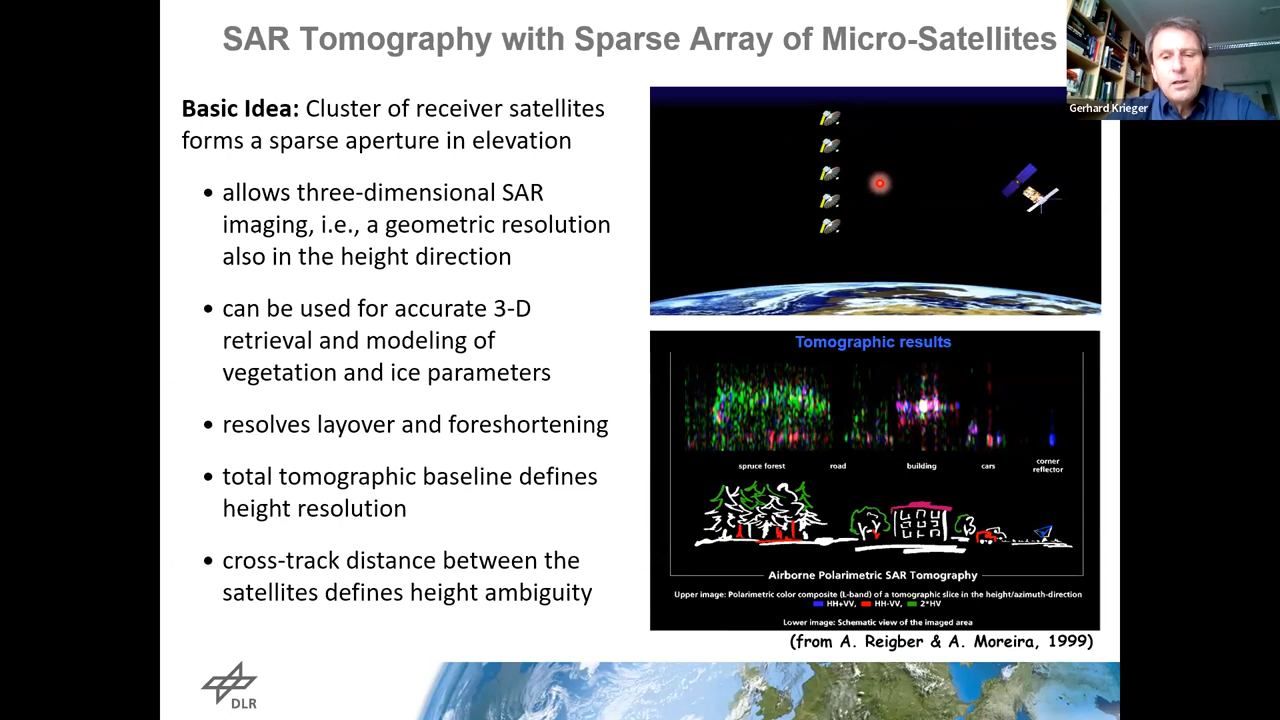 SAR Tomography with Sparse Array of Micro-Satellites
Gerhard Krieger
Basic Idea: Cluster of receiver satellites
forms a sparse aperture in elevation
• allows three-dimensional SAR
imaging, i.e., a geometric resolution
also in the height direction
• can be used for accurate 3-D
retrieval and modeling of
vegetation and ice parameters
• resolves layover and foreshortening
• total tomographic baseline defines
height resolution
• cross-track distance between the
satellites defines height ambiguity
Tomographic results
spruce forest road building cars corner
reflector
Airborne Polarimetric SAR Tomography
Upper image: Polarimetric color composite (L-band) of a tomographic slice in the height/azimuth-direction
HH+VV, HH-VV, 2*HV
Lower image: Schematic view of the imaged area
(from A. Reigber & A. Moreira, 1999)
DLR